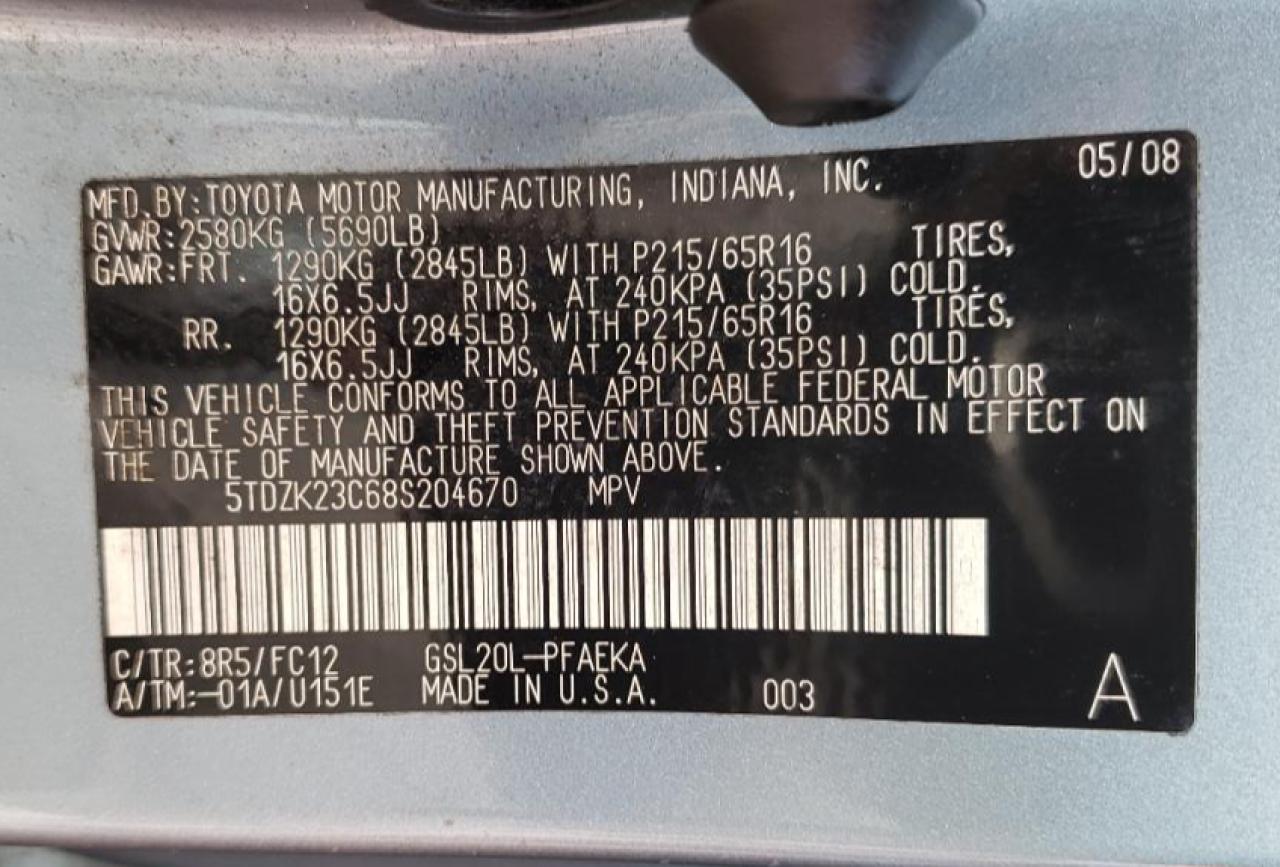 05/08
MFD.BY:TOYOTA MOTOR MANUFACTURING, INDIANA, INC.
GVWR:2580KG (5690LB)
GAWR:FRT. 1290KG (2845LB) WITH P215/65R16 TIRES,
16X6.5JJ RIMS, AT 240KPA (35PSI) COLD.
RR. 1290KG (2845LB) WITH P215/65R16 TIRES,
16X6.5JJ RIMS, AT 240KPA (35PSI) COLD.
THIS VEHICLE CONFORMS TO ALL APPLICABLE FEDERAL MOTOR
VEHICLE SAFETY AND THEFT PREVENTION STANDARDS IN EFFECT ON
THE DATE OF MANUFACTURE SHOWN ABOVE.
5TDZK23C68S204670 MPV
C/TR:8R5/FC12 GSL20L-PFAEKA
A/TM:-01A/U151E MADE IN U.S.A. 003 A